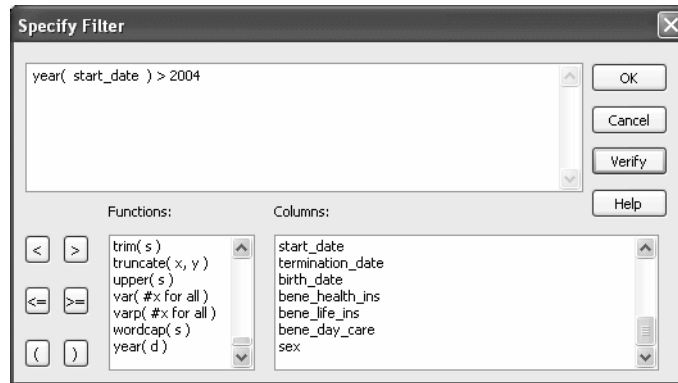 Specify Filter
year( start_date ) > 2004
OK
Cancel
Verify
Help
Functions:
Columns:
<
>
<=
>=
(
)
trim( s )
truncate( x, y )
upper( s )
var( #x for all )
varp( #x for all )
wordcap( s )
year( d )
start_date
termination_date
birth_date
bene_health_ins
bene_life_ins
bene_day_care
sex